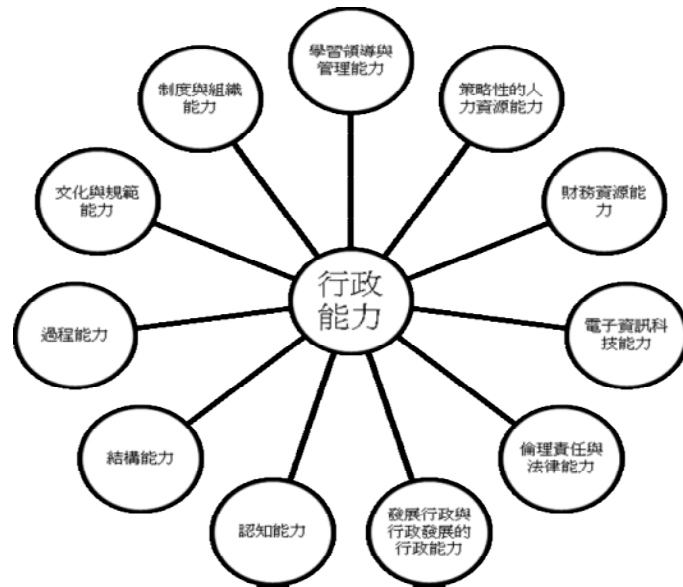 學習領導與
管理能力
制度與組織
能力
策略性的人
力資源能力
文化與規範
能力
財務資源能
力
行政
能力
過程能力
電子資訊科
技能力
結構能力
倫理責任與
法律能力
認知能力
發展行政與
行政發展的
行政能力